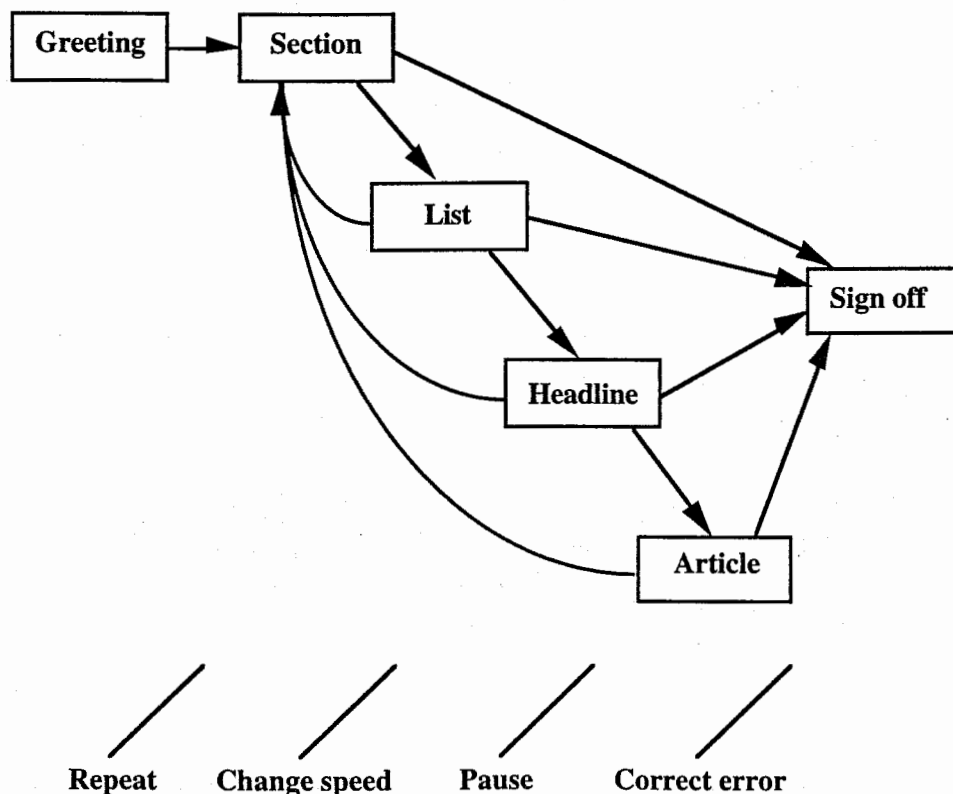 Greeting
Section
List
Sign off
Headline
Article
Repeat
Change speed
Pause
Correct error